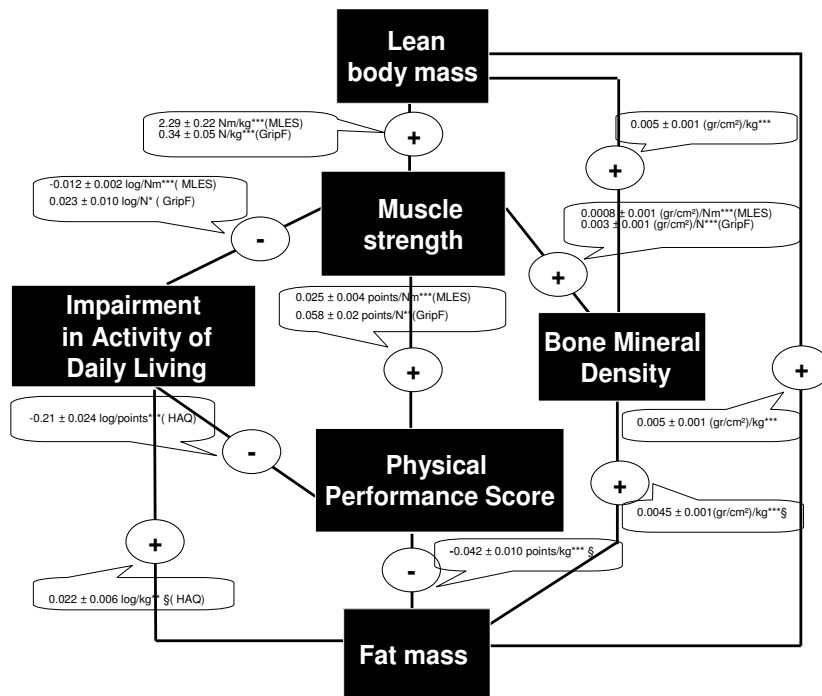 Lean
body mass
2.29 ± 0.22 Nm/kg***(MLES)
0.34 ± 0.05 N/kg***(GripF)
+
0.005 ± 0.001 (gr/cm²)/kg***
+
-0.012 ± 0.002 log/Nm***( MLES)
0.023 ± 0.010 log/N* ( GripF)
-
Muscle
strength
0.0008 ± 0.001 (gr/cm²)/Nm***(MLES)
0.003 ± 0.001 (gr/cm²)/N***(GripF)
+
Impairment
in Activity of
Daily Living
0.025 ± 0.004 points/Nm***(MLES)
0.058 ± 0.02 points/N**(GripF)
+
Bone Mineral
Density
+
0.005 ± 0.001 (gr/cm²)/kg***
-0.21 ± 0.024 log/points***( HAQ)
-
Physical
Performance Score
+
0.0045 ± 0.001(gr/cm²)/kg***§
+
0.022 ± 0.006 log/kg** §( HAQ)
-
-0.042 ± 0.010 points/kg*** §
Fat mass